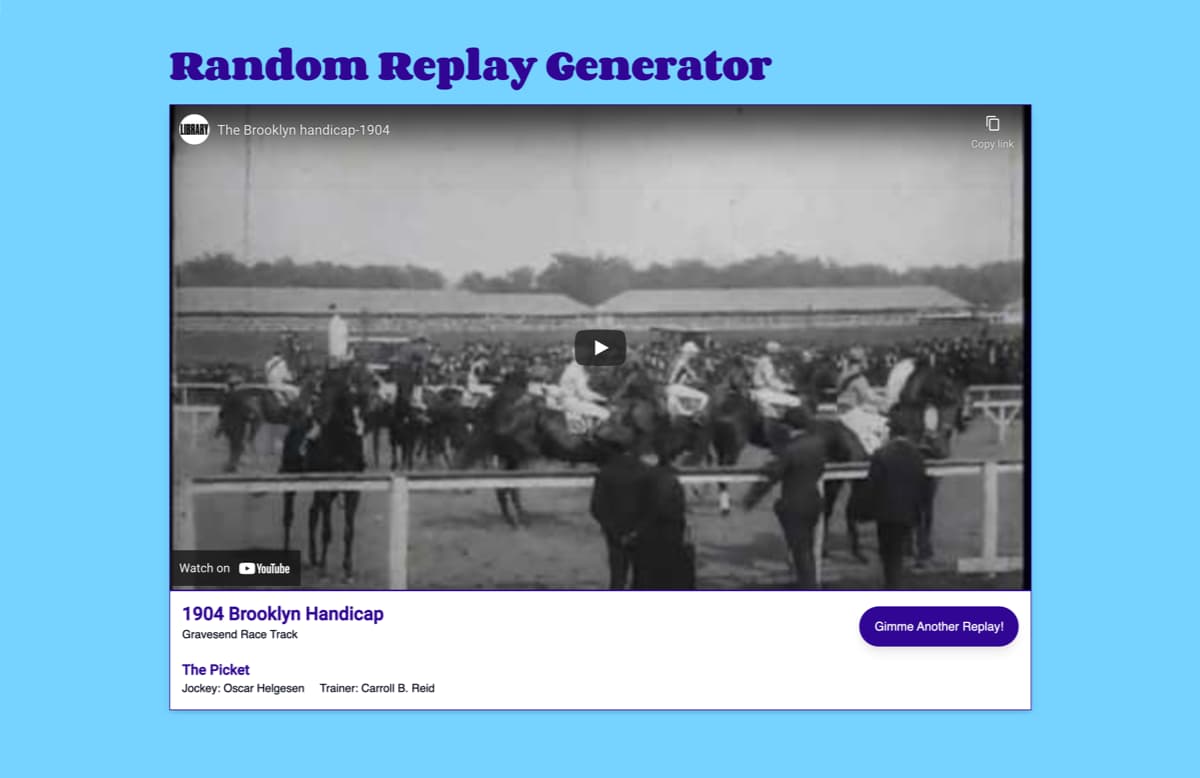 Random Replay Generator
LIBRARY
The Brooklyn handicap-1904
Copy link
Watch on YouTube
1904 Brooklyn Handicap
Gravesend Race Track
Gimme Another Replay!
The Picket
Jockey: Oscar Helgesen Trainer: Carroll B. Reid